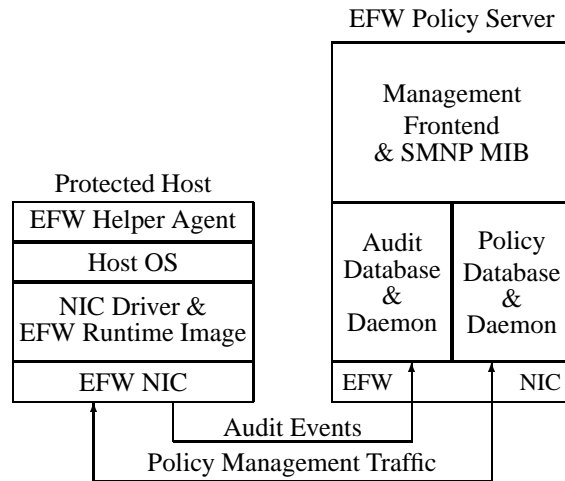 EFW Policy Server
Management
Frontend
& SMNP MIB
Protected Host
EFW Helper Agent
Host OS
NIC Driver &
EFW Runtime Image
EFW NIC
Audit
Database
&
Daemon
Policy
Database
&
Daemon
EFW NIC
Audit Events
Policy Management Traffic